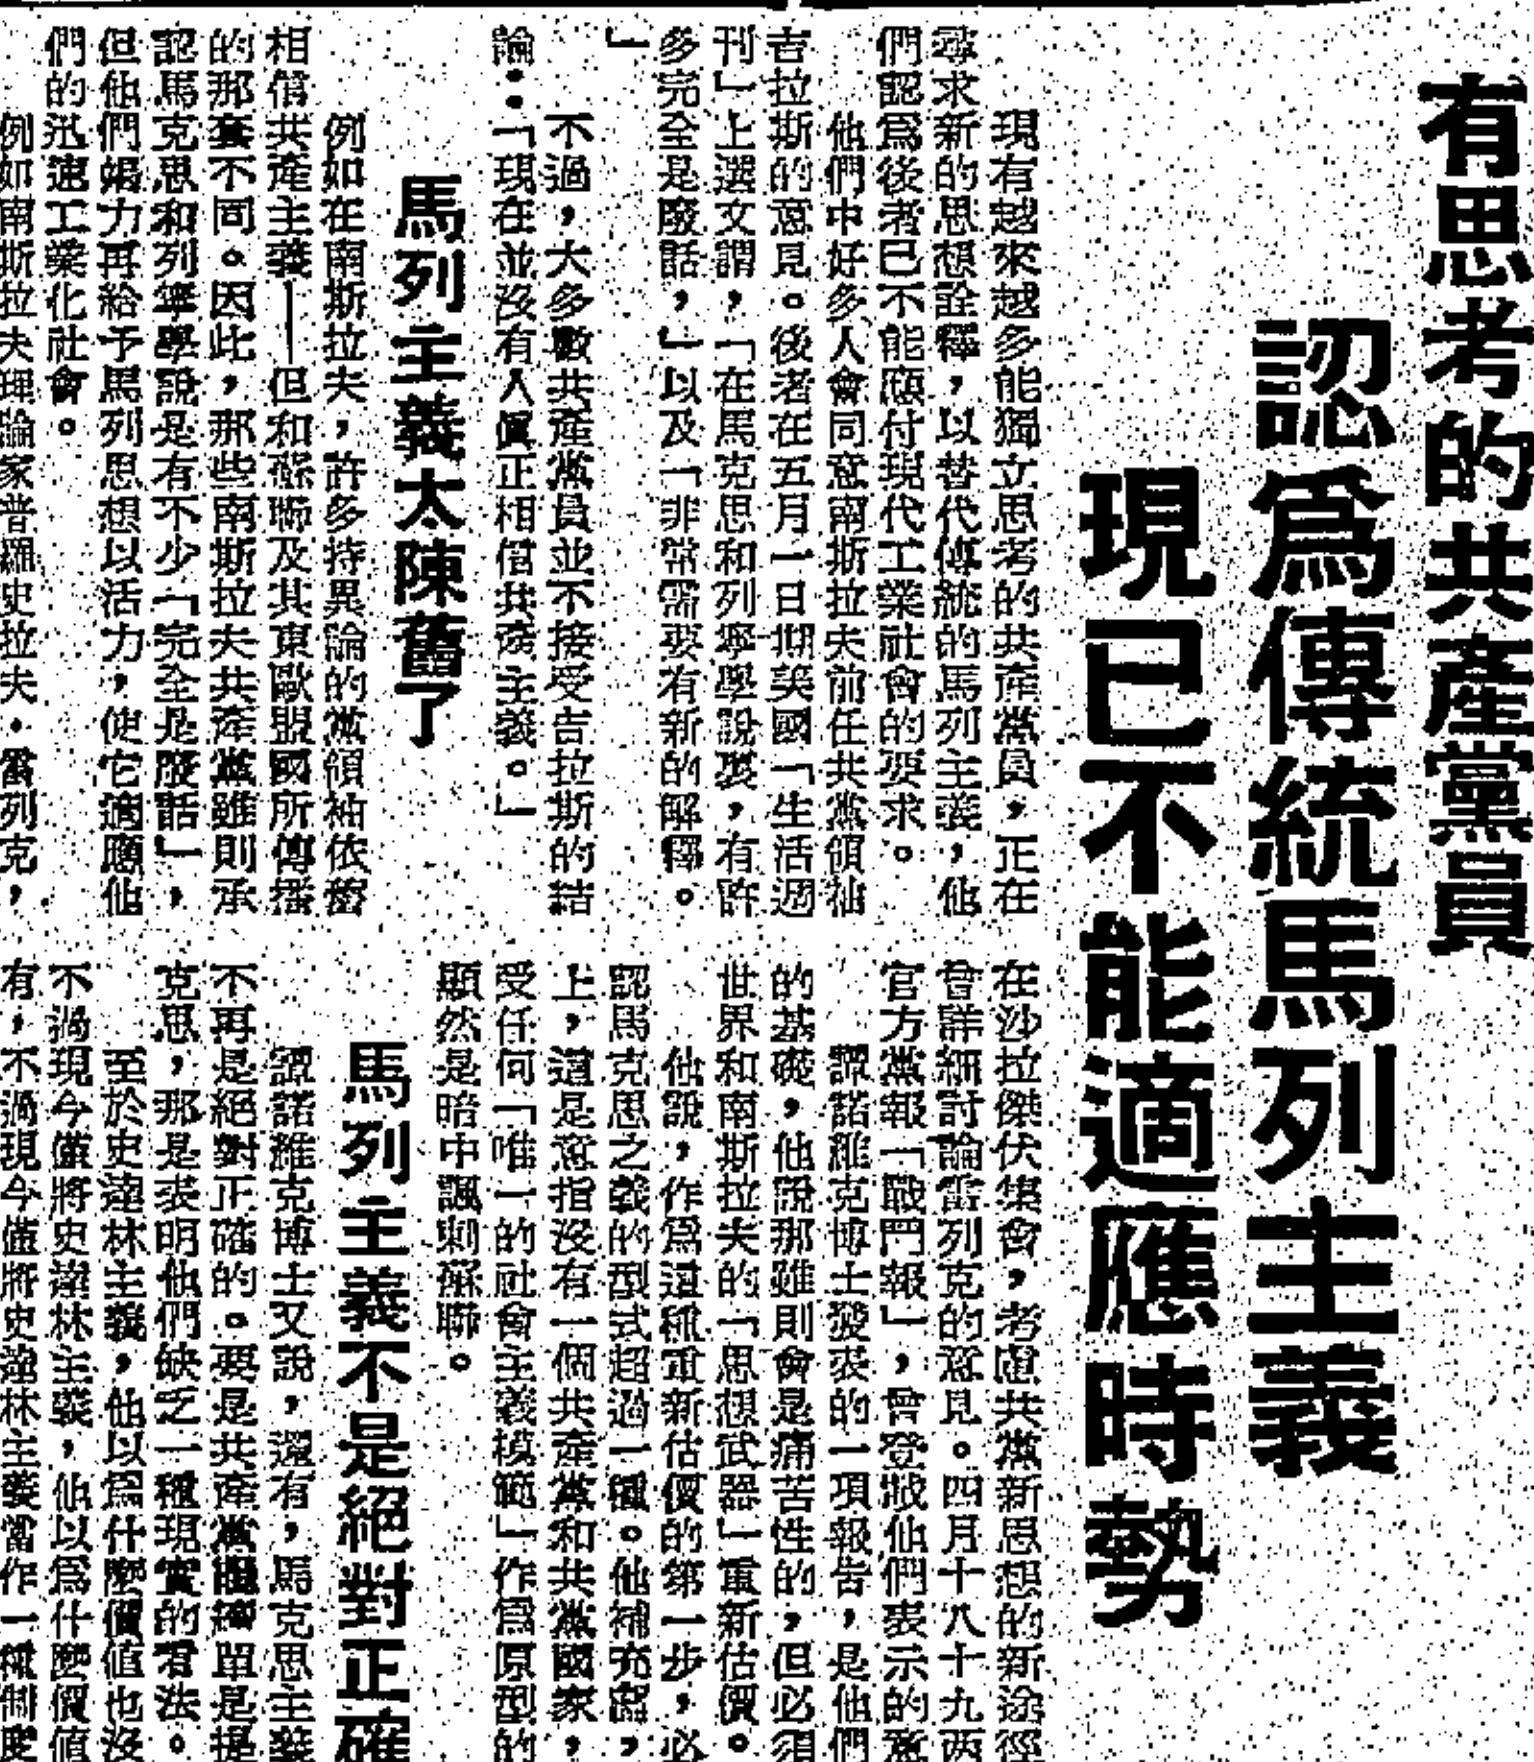 有思考的共產黨員
認爲傳統馬列主義
現已不能適應時勢
現有越來越多能獨立思考的共產黨員，正在
尋求新的思想詮釋，以替代傳統的馬列主義，他
們認爲後者已不能應付現代工業社會的要求。
他們中好多人會同意南斯拉夫前任共黨領袖
吉拉斯的意見。後者在五月一日期美國「生活週
刊」上選文謂，「在馬克思和列寧學說裏，有許
多完全是廢話，」以及「非常需要有新的解釋。
」
不過，大多數共產黨員並不接受吉拉斯的結
論：「現在並沒有人眞正相信共產主義。」
馬列主義太陳舊了
例如在南斯拉夫，許多持異論的黨領袖依舊
相信共產主義——但和蘇聯及其東歐盟國所傳播
的那套不同。因此，那些南斯拉夫共產黨雖則承
認馬克思和列寧學說是有不少「完全是廢話」，
但他們竭力再給予馬列思想以活力，使它適應他
們的迅速工業化社會。
例如南斯拉夫理論家普羅史拉夫·當列克，
在沙拉傑伏集會，考慮共黨新思想的新途徑
曾詳細討論雷列克的意見。四月十八十九兩
官方黨報「戰鬥報」，曾登載他們表示的意
譚諾維克博士發表的一項報告，是他們
的基礎，他說那雖則會是痛苦性的，但必須
世界和南斯拉夫的「思想武器」重新估價。
他說，作爲這種重新估價的第一步，必
認馬克思之義的型式超過一種。他補充謂，
上，這是意指沒有一個共產黨和共黨國家，
受任何「唯一的社會主義模範」作爲原型的
顯然是暗中諷刺蘇聯。
馬列主義不是絕對正確
譚諾維克博士又說，還有，馬克思主義
不再是絕對正確的。要是共產黨單是提
克思，那是表明他們缺乏一種現實的看法。
至於史達林主義，他以爲什麼價值也沒
不過現今僅將史達林主義，他以爲什麼價值
有，不過現今僅將史達林主義當作一種制度